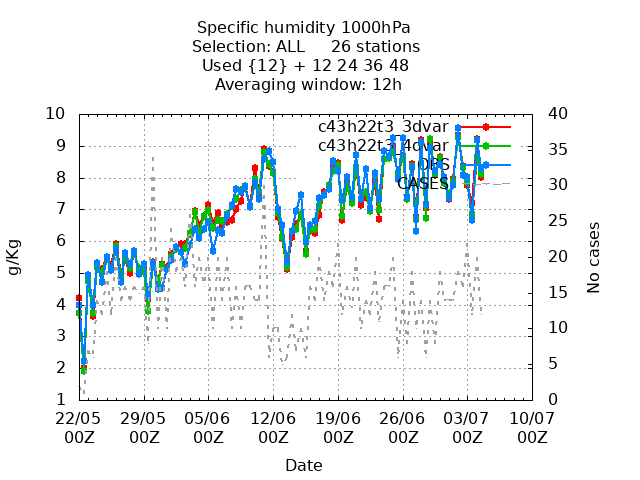 Specific humidity 1000hPa
Selection: ALL 26 stations
Used {12} + 12 24 36 48
Averaging window: 12h
c43h22t3_3dvar
c43h22t3_4dvar
OBS
CASES
g/Kg
10
9
8
7
6
5
4
3
2
1
40
35
30
25
20
15
10
5
0
No cases
22/05 29/05 05/06 12/06 19/06 26/06 03/07 10/07
00Z 00Z 00Z 00Z 00Z 00Z 00Z 00Z
Date